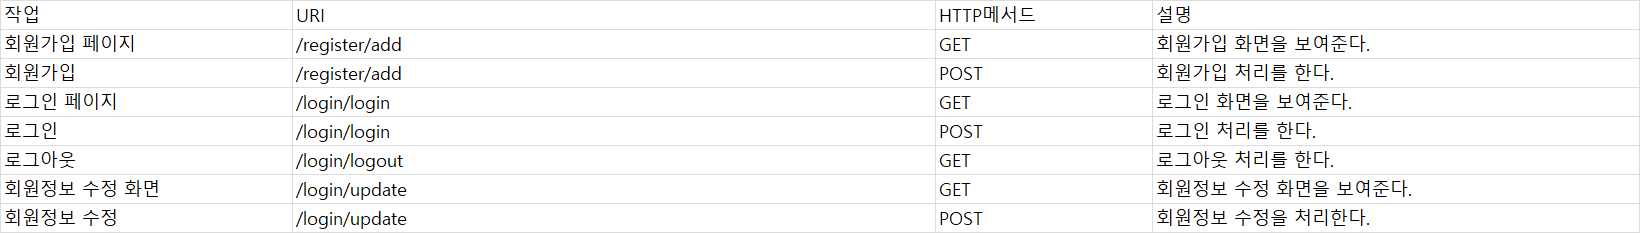 작업 URI HTTP메서드 설명
회원가입 페이지 /register/add GET 회원가입 화면을 보여준다.
회원가입 /register/add POST 회원가입 처리를 한다.
로그인 페이지 /login/login GET 로그인 화면을 보여준다.
로그인 /login/login POST 로그인 처리를 한다.
로그아웃 /login/logout GET 로그아웃 처리를 한다.
회원정보 수정 화면 /login/update GET 회원정보 수정 화면을 보여준다.
회원정보 수정 /login/update POST 회원정보 수정을 처리한다.